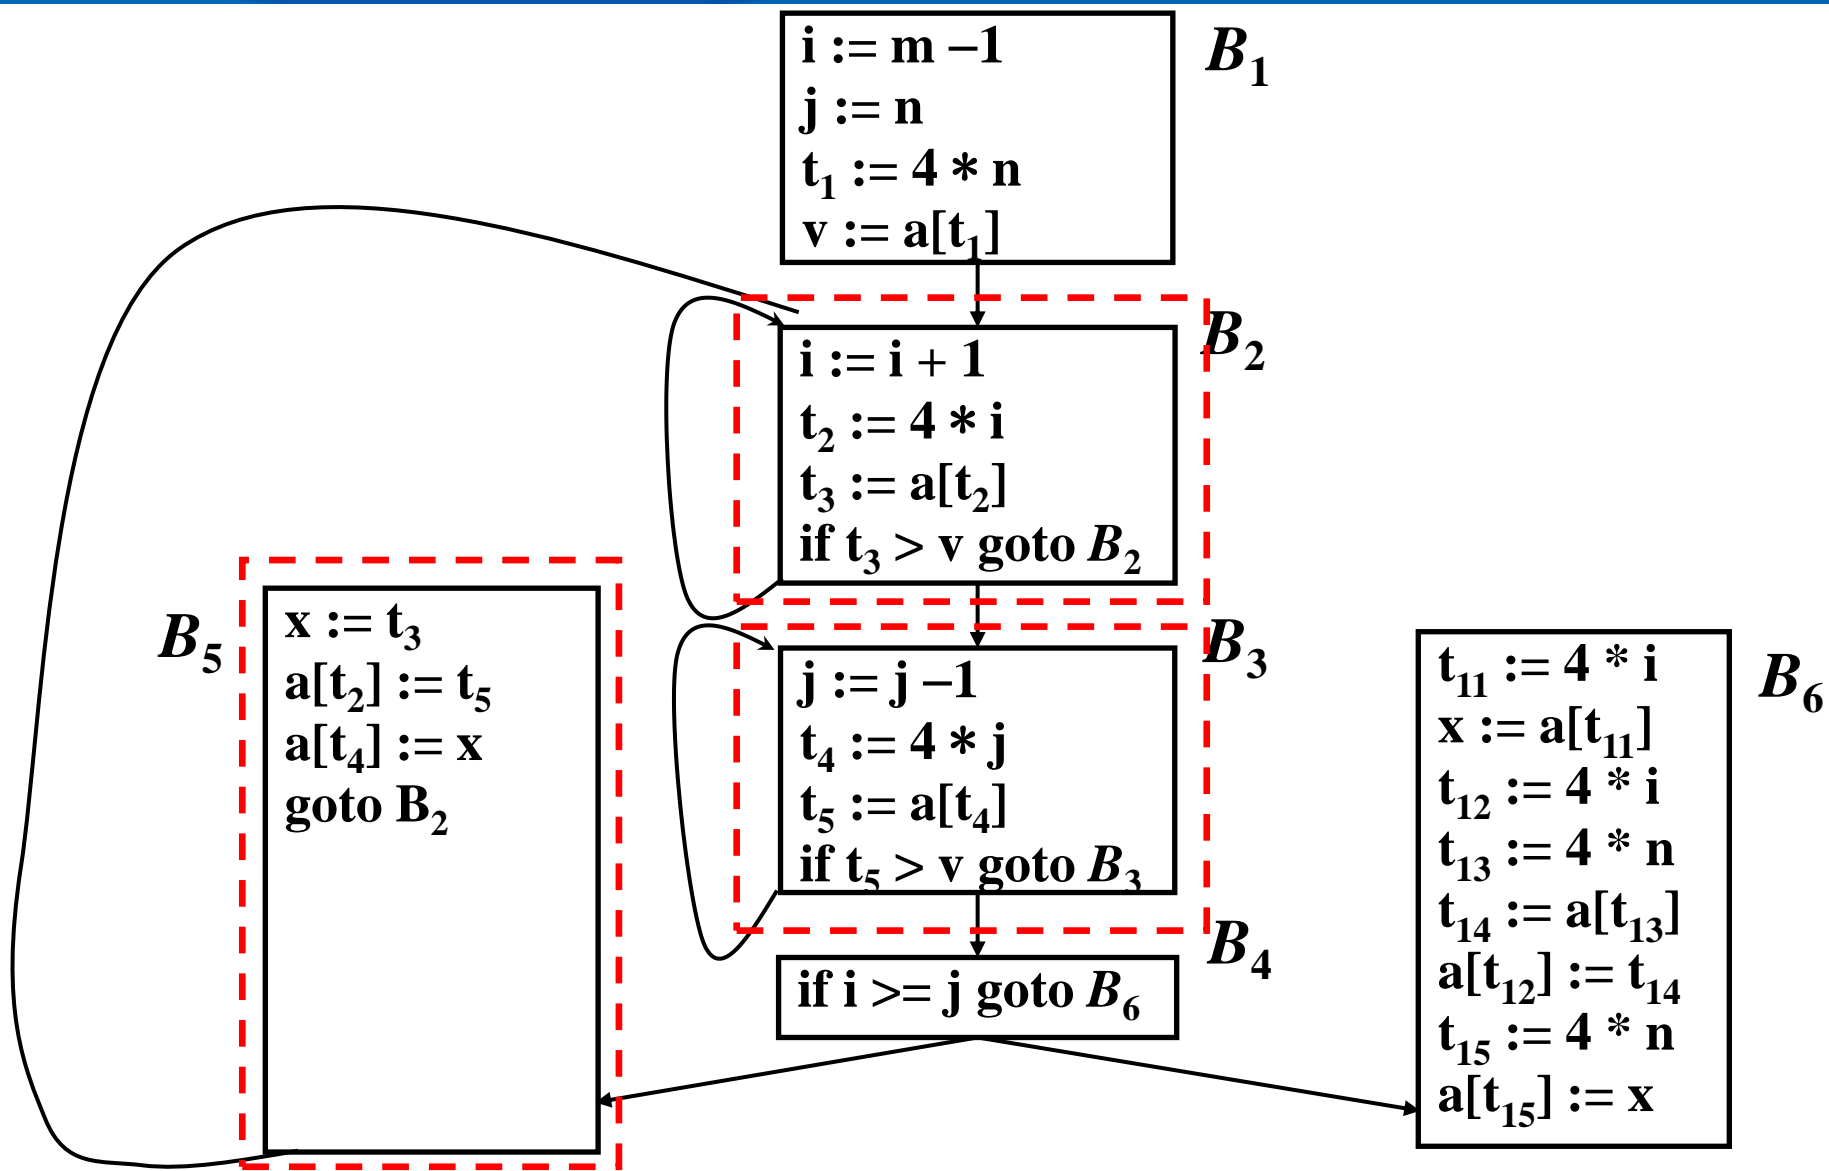 i := m −1
j := n
t₁ := 4 * n
v := a[t₁]
B₁
i := i + 1
t₂ := 4 * i
t₃ := a[t₂]
if t₃ > v goto B₂
B₂
j := j −1
t₄ := 4 * j
t₅ := a[t₄]
if t₅ > v goto B₃
B₃
if i >= j goto B₆
B₄
B₅
x := t₃
a[t₂] := t₅
a[t₄] := x
goto B₂
t₁₁ := 4 * i
x := a[t₁₁]
t₁₂ := 4 * i
t₁₃ := 4 * n
t₁₄ := a[t₁₃]
a[t₁₂] := t₁₄
t₁₅ := 4 * n
a[t₁₅] := x
B₆